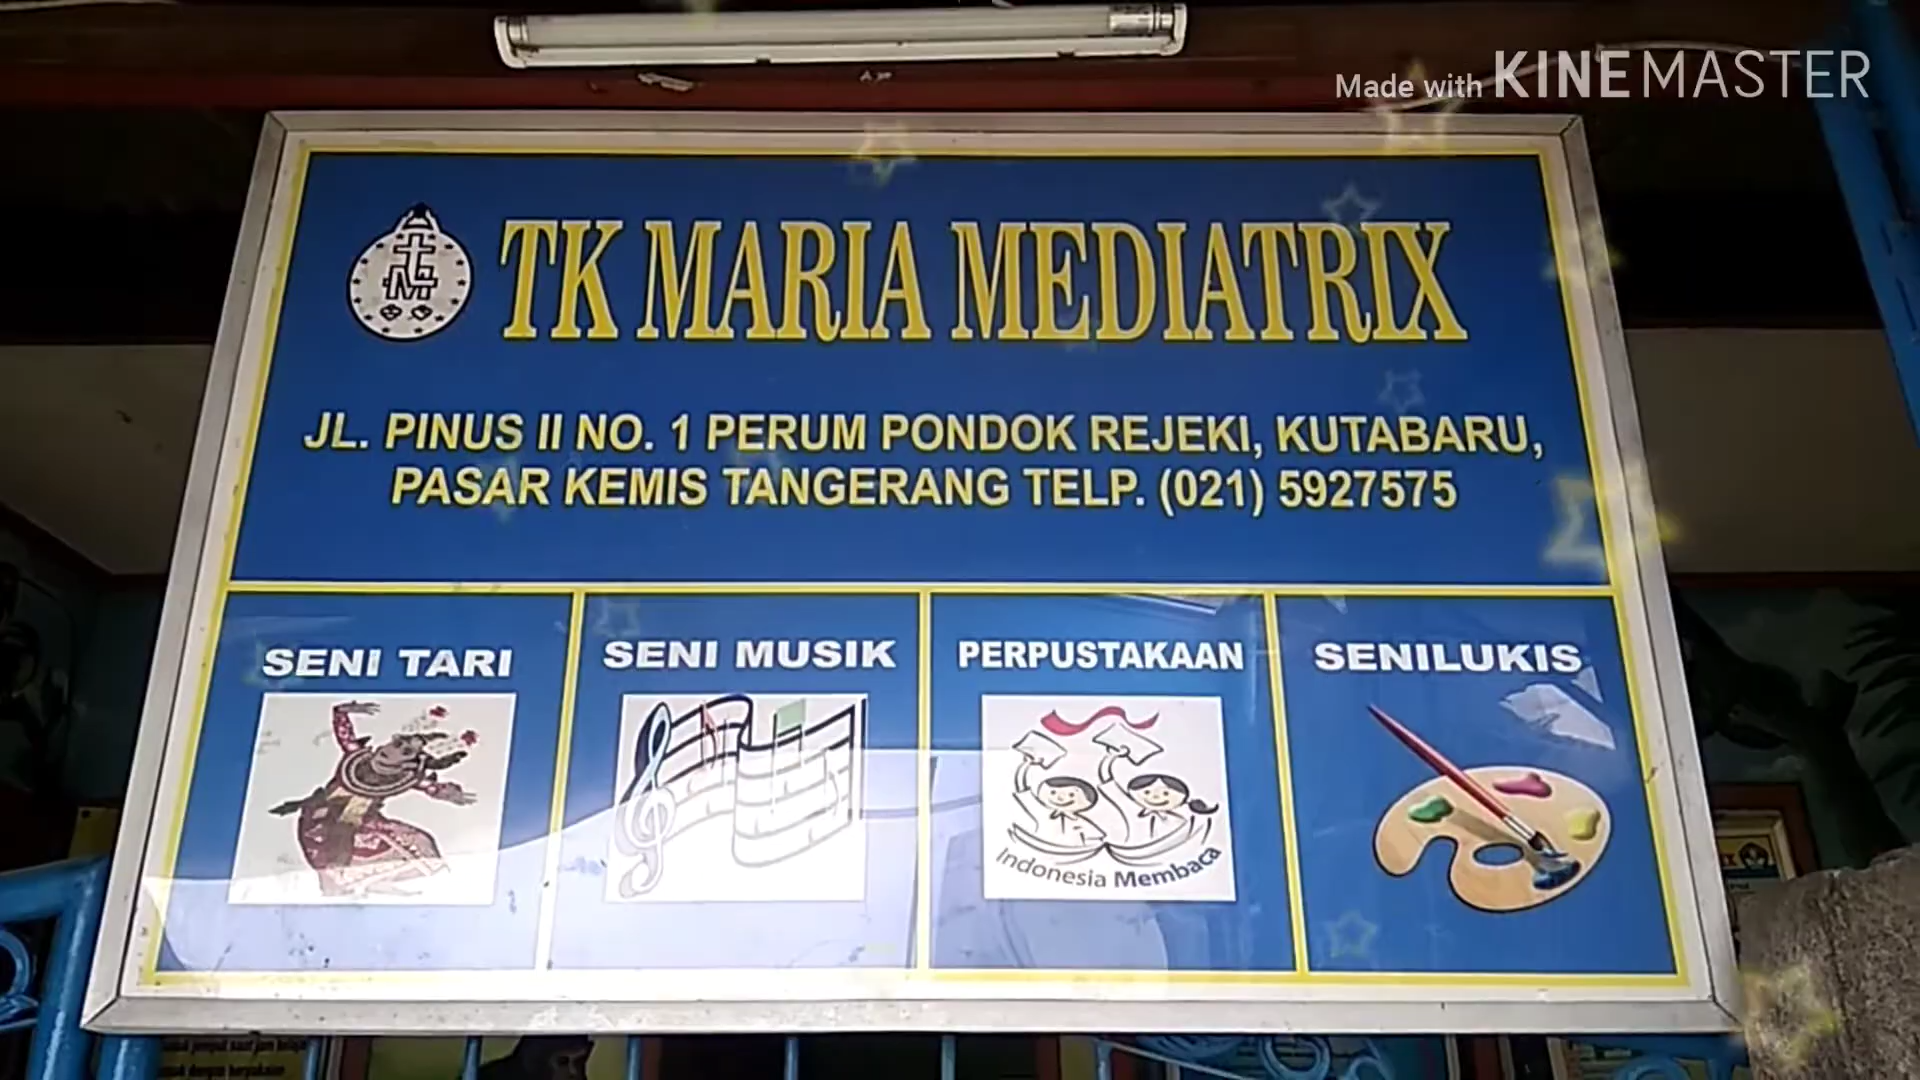 Made with KINEMASTER
TK MARIA MEDIATRIX
JL. PINUS II NO. 1 PERUM PONDOK REJEKI, KUTABARU,
PASAR KEMIS TANGERANG TELP. (021) 5927575
SENI TARI
SENI MUSIK
PERPUSTAKAAN
SENILUKIS
Indonesia Membaca